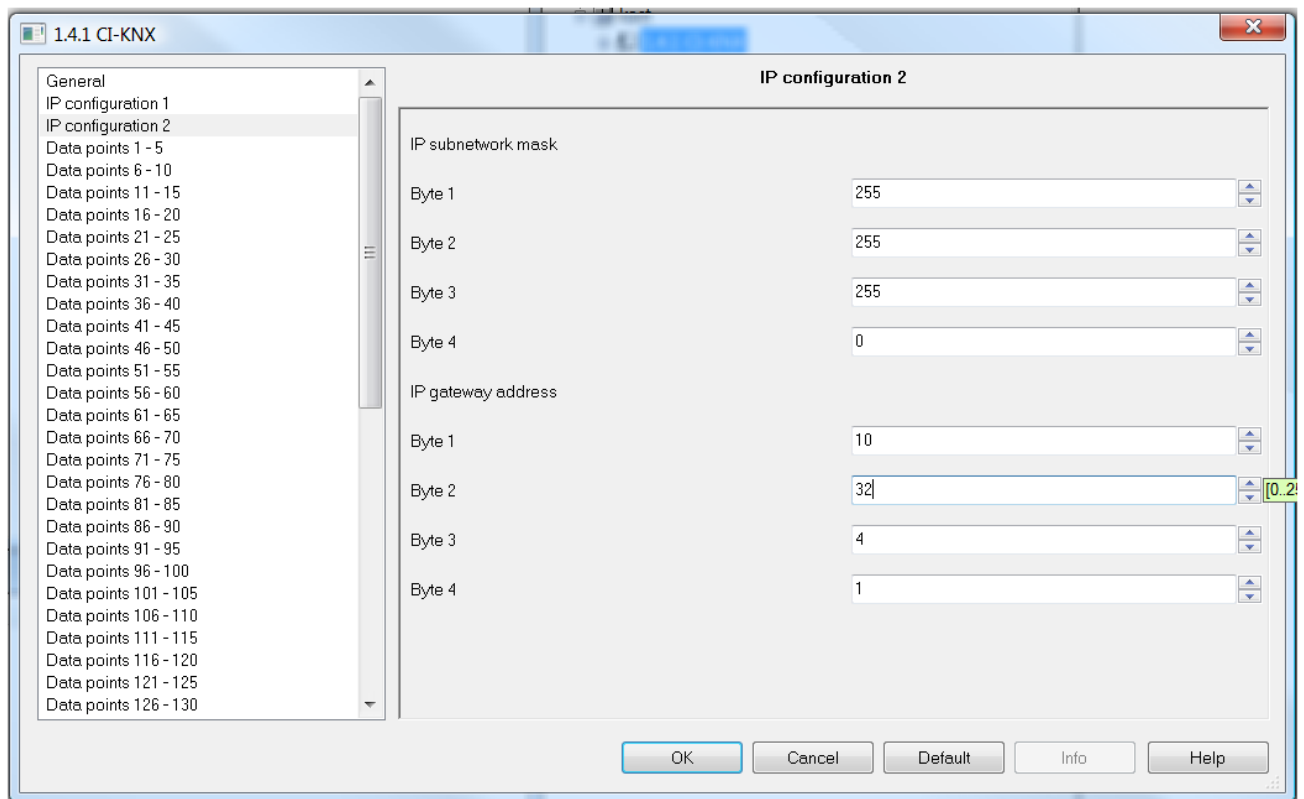 1.4.1 CI-KNX
General
IP configuration 1
IP configuration 2
Data points 1 - 5
Data points 6 - 10
Data points 11 - 15
Data points 16 - 20
Data points 21 - 25
Data points 26 - 30
Data points 31 - 35
Data points 36 - 40
Data points 41 - 45
Data points 46 - 50
Data points 51 - 55
Data points 56 - 60
Data points 61 - 65
Data points 66 - 70
Data points 71 - 75
Data points 76 - 80
Data points 81 - 85
Data points 86 - 90
Data points 91 - 95
Data points 96 - 100
Data points 101 - 105
Data points 106 - 110
Data points 111 - 115
Data points 116 - 120
Data points 121 - 125
Data points 126 - 130
IP configuration 2
IP subnetwork mask
Byte 1 255
Byte 2 255
Byte 3 255
Byte 4 0
IP gateway address
Byte 1 10
Byte 2 32 [0..2
Byte 3 4
Byte 4 1
OK Cancel Default Info Help